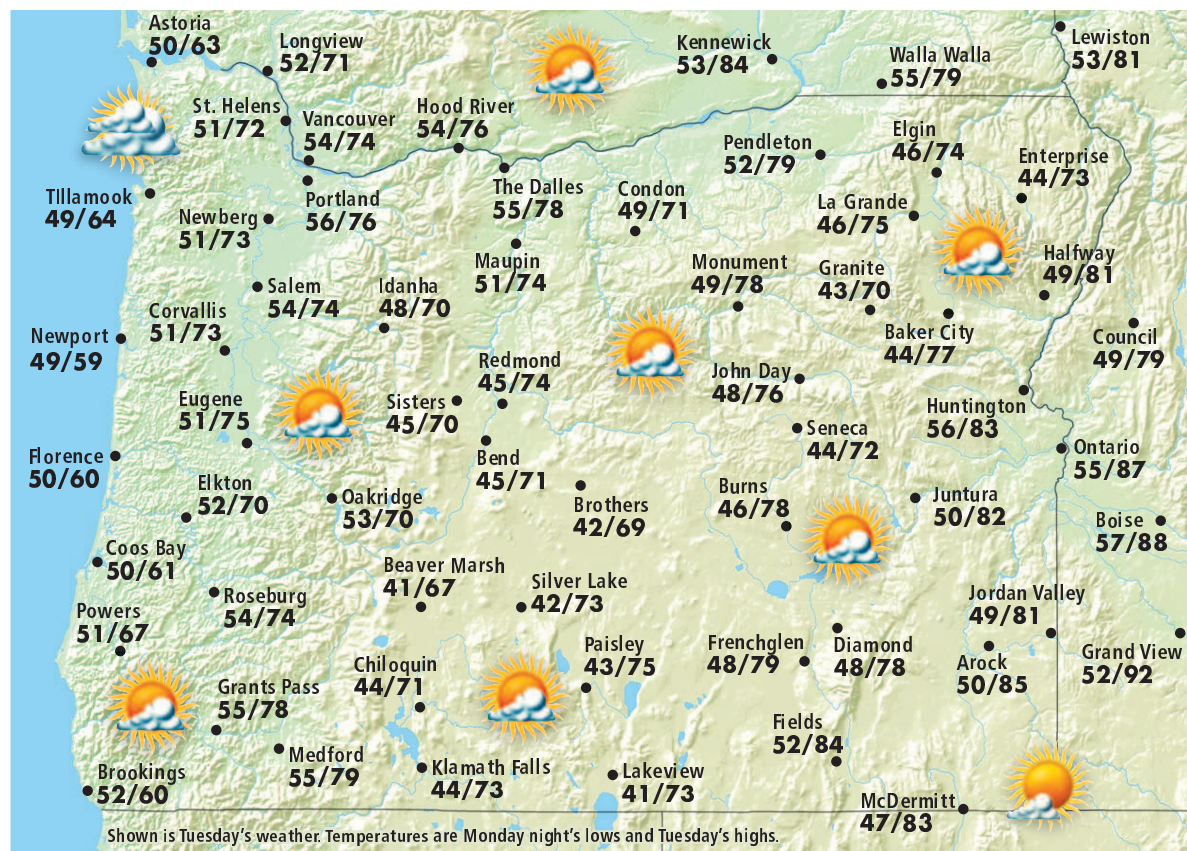 Astoria
50/63
Longview
52/71
Kennewick
53/84
Walla Walla
55/79
Lewiston
53/81
St. Helens
51/72
Vancouver
54/74
Hood River
54/76
Pendleton
52/79
Elgin
46/74
Enterprise
44/73
TIllamook
49/64
Newberg
51/73
Portland
56/76
The Dalles
55/78
Condon
49/71
La Grande
46/75
Maupin
51/74
Monument
49/78
Granite
43/70
Halfway
49/81
Salem
54/74
Idanha
48/70
Corvallis
51/73
Newport
49/59
Baker City
44/77
Council
49/79
Redmond
45/74
John Day
48/76
Eugene
51/75
Sisters
45/70
Huntington
56/83
Seneca
44/72
Florence
50/60
Bend
45/71
Ontario
55/87
Elkton
52/70
Oakridge
53/70
Brothers
42/69
Burns
46/78
Juntura
50/82
Boise
57/88
Coos Bay
50/61
Beaver Marsh
41/67
Silver Lake
42/73
Roseburg
54/74
Jordan Valley
49/81
Powers
51/67
Paisley
43/75
Frenchglen
48/79
Diamond
48/78
Arock
50/85
Grand View
52/92
Chiloquin
44/71
Grants Pass
55/78
Medford
55/79
Fields
52/84
Brookings
52/60
Klamath Falls
44/73
Lakeview
41/73
McDermitt
47/83
Shown is Tuesday's weather. Temperatures are Monday night's lows and Tuesday's highs.